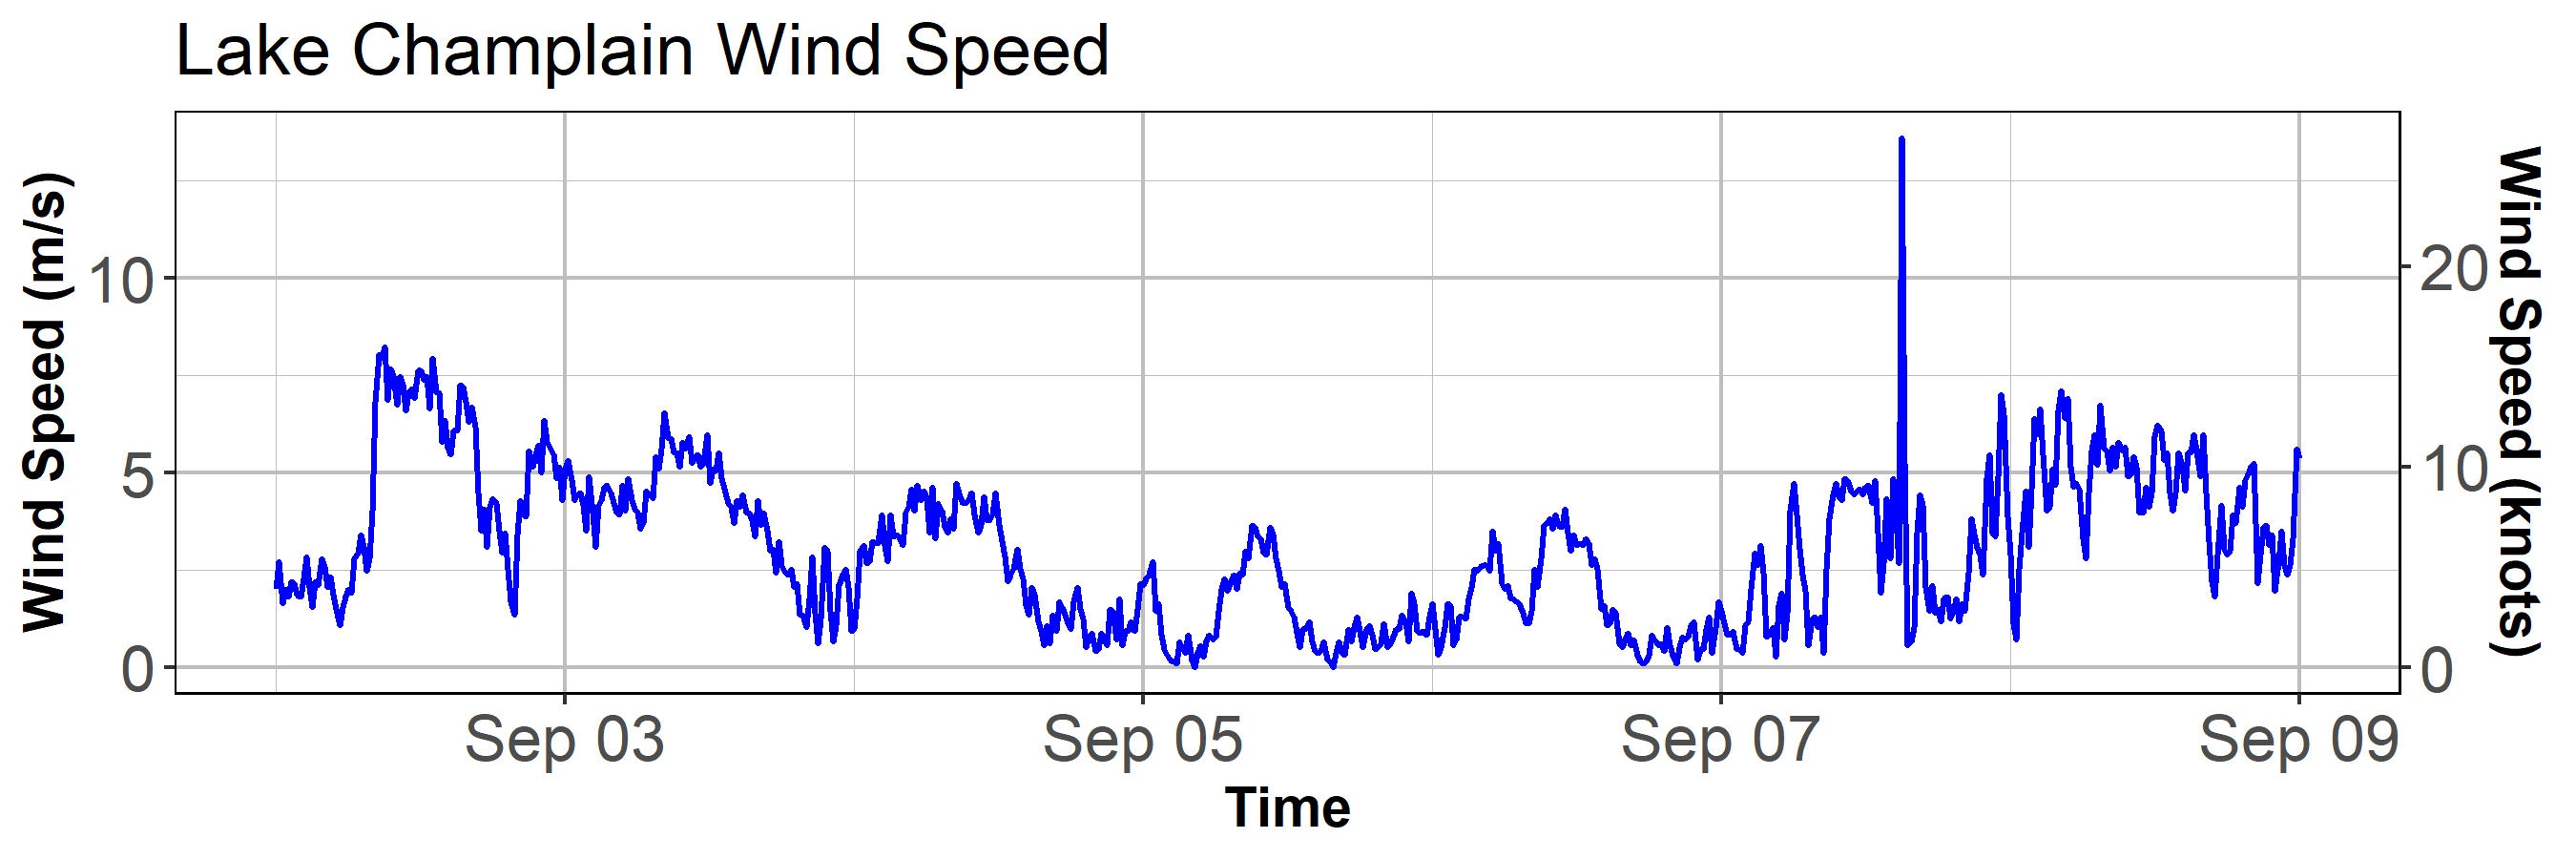 Lake Champlain Wind Speed
Wind Speed (m/s)
10
5
0
20
10
0
Wind Speed (knots)
Sep 03
Sep 05
Sep 07
Sep 09
Time